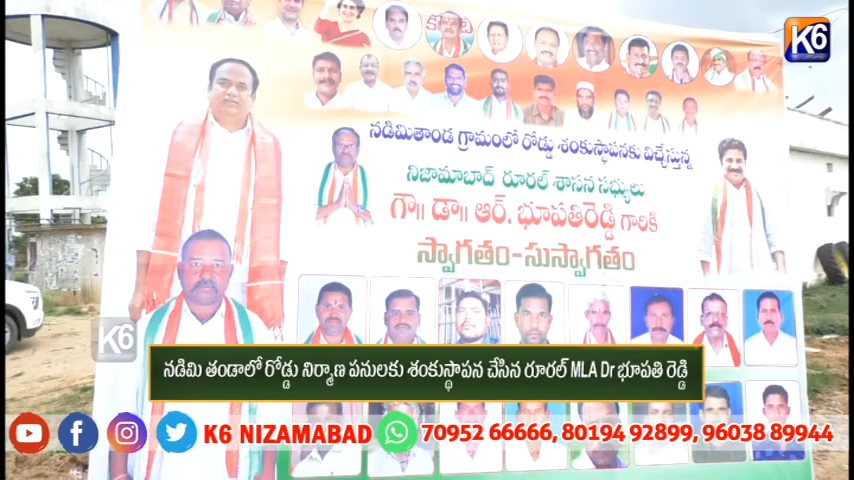 K6
నడిమితాండ గ్రామంలో రోడ్డు శంకుస్థాపనకు విచ్చేస్తున్న
నిజామాబాద్ రూరల్ శాసన సభ్యులు
గౌ॥ డా॥ ఆర్. భూపతిరెడ్డి గారికి
స్వాగతం-సుస్వాగతం
K6
నడిమి తండాలో రోడ్డు నిర్మాణ పనులకు శంకుస్థాపన చేసిన రూరల్ MLA Dr భూపతి రెడ్డి
K6 NIZAMABAD 70952 66666, 80194 92899, 96038 89944